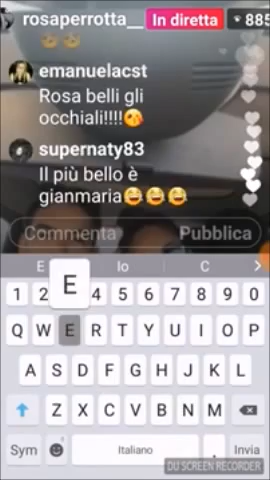 rosaperrotta__ In diretta 885
emanuelacst
Rosa belli gli
occhiali!!!!😘
supernaty83
Il più bello è
gianmaria😂😂😂
Commenta Pubblica
E Io C
E
1 2 4 5 6 7 8 9 0
Q W E R T Y U I O P
A S D F G H J K L
Z X C V B N M
Sym Italiano . Invia
DU SCREEN RECORDER